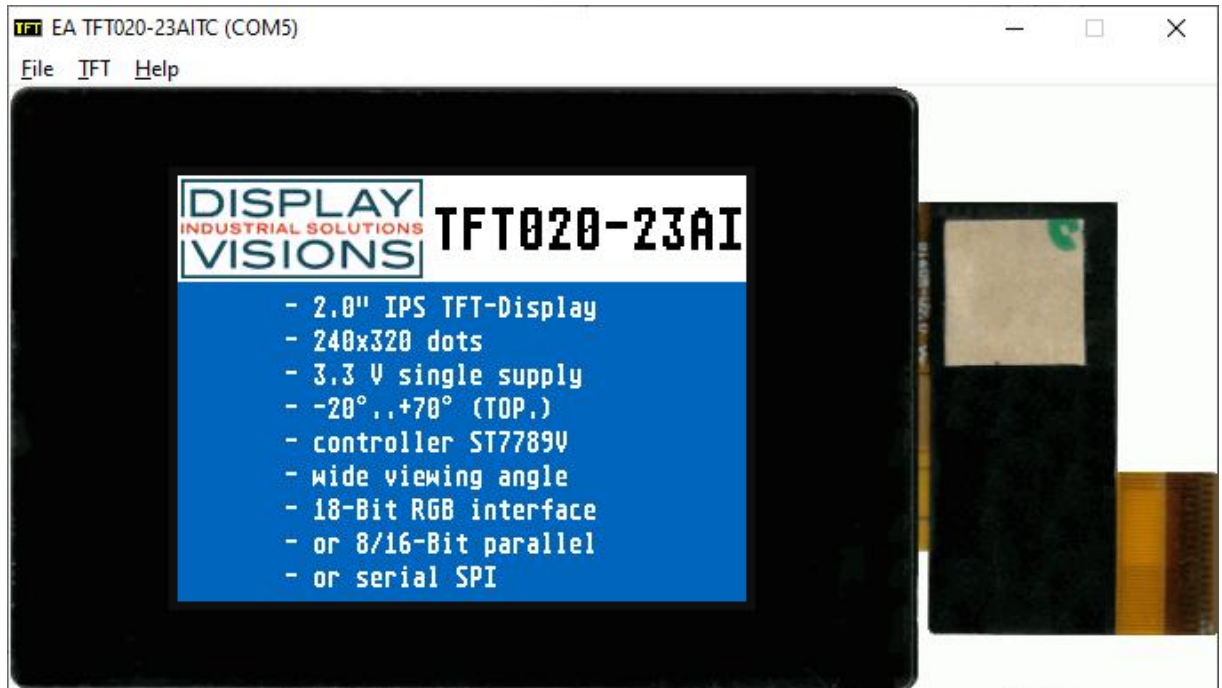 TFT EA TFT020-23AITC (COM5)
File TFT Help
DISPLAY
INDUSTRIAL SOLUTIONS
VISIONS
TFT020-23AI
- 2.0" IPS TFT-Display
- 240x320 dots
- 3.3 V single supply
- -20°..+70° (TOP.)
- controller ST7789V
- wide viewing angle
- 18-Bit RGB interface
- or 8/16-Bit parallel
- or serial SPI